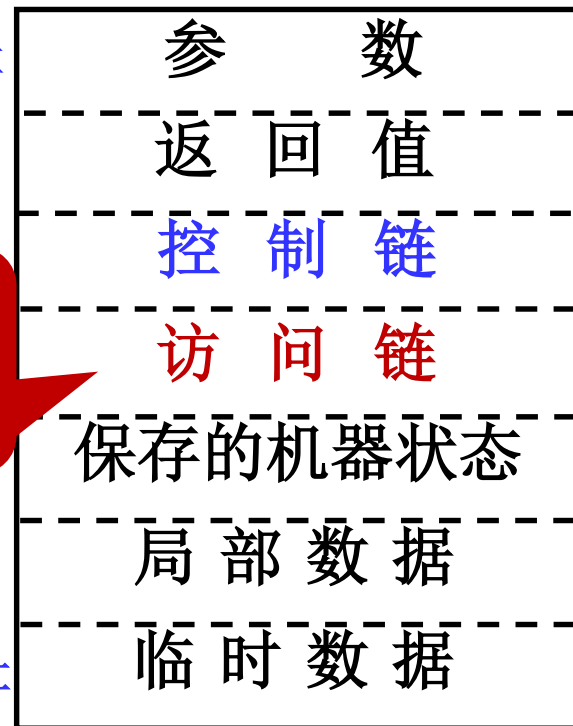 参数
返回值
控制链
访问链
保存的机器状态
局部数据
临时数据